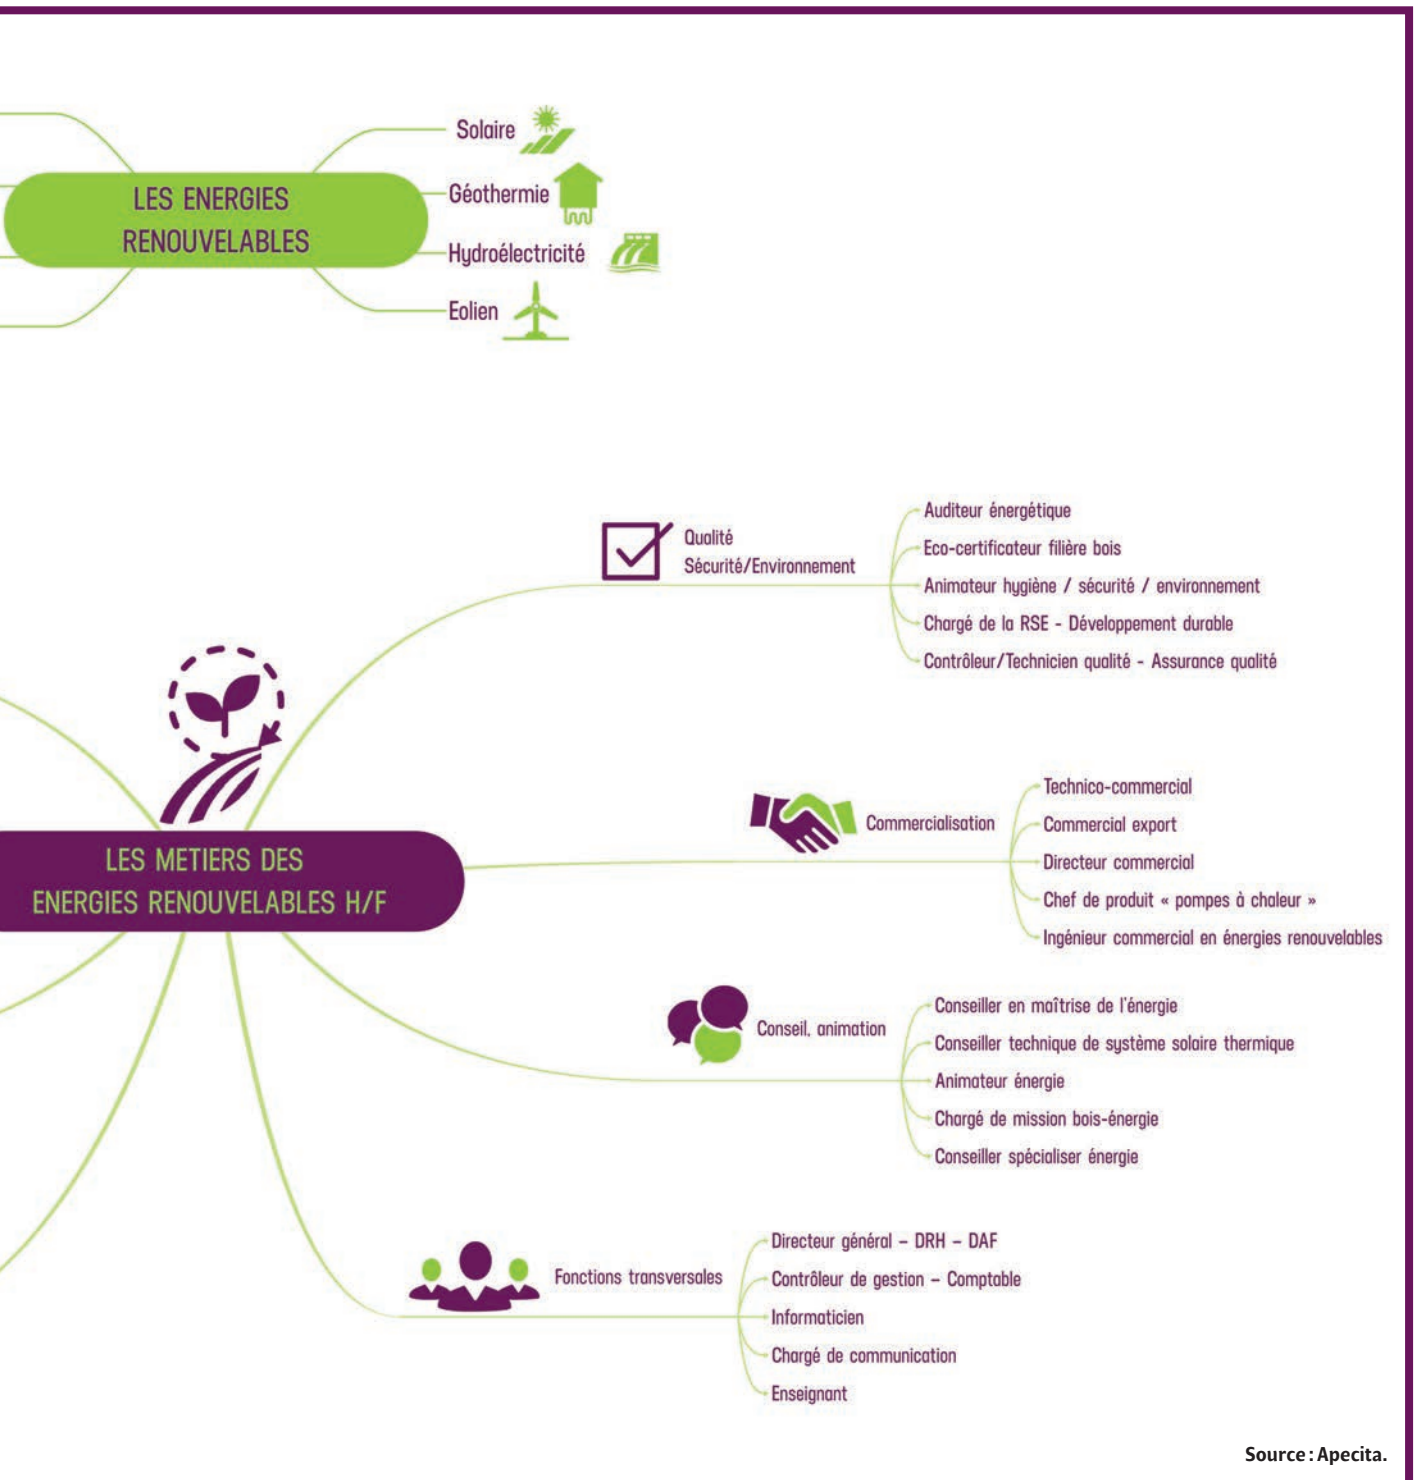 LES ENERGIES
RENOUVELABLES
Solaire
Géothermie
Hydroélectricité
Eolien
LES METIERS DES
ENERGIES RENOUVELABLES H/F
Qualité
Sécurité/Environnement
Auditeur énergétique
Eco-certificateur filière bois
Animateur hygiène / sécurité / environnement
Chargé de la RSE - Développement durable
Contrôleur/Technicien qualité - Assurance qualité
Commercialisation
Technico-commercial
Commercial export
Directeur commercial
Chef de produit « pompes à chaleur »
Ingénieur commercial en énergies renouvelables
Conseil, animation
Conseiller en maîtrise de l'énergie
Conseiller technique de système solaire thermique
Animateur énergie
Chargé de mission bois-énergie
Conseiller spécialiser énergie
Fonctions transversales
Directeur général – DRH – DAF
Contrôleur de gestion – Comptable
Informaticien
Chargé de communication
Enseignant
Source : Apecita.